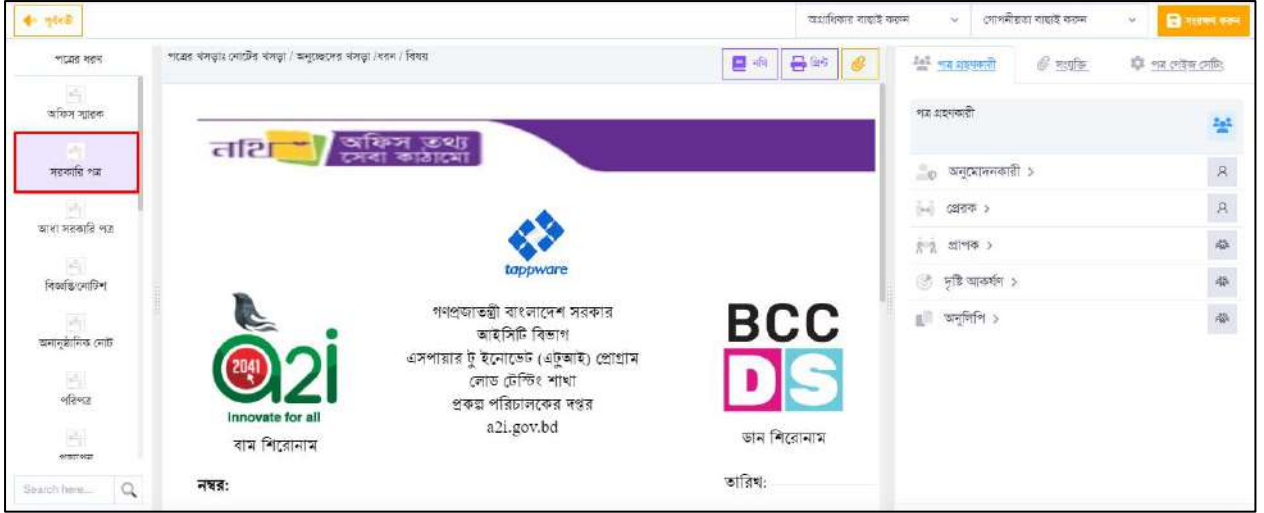 পূর্ববর্তী
অগ্রাধিকার বাছাই করুন
গোপনীয়তা বাছাই করুন
সংরক্ষণ করুন
পত্রের ধরন
অফিস স্মারক
সরকারি পত্র
আধা সরকারি পত্র
বিজ্ঞপ্তি/নোটিশ
অনানুষ্ঠানিক নোট
পরিপত্র
Search here...
পত্রের খসড়া: নোটের খসড়া / অনুচ্ছেদের খসড়া /ধরন / বিষয়
নথি
প্রিন্ট
নথি
অফিস তথ্য
সেবা কাঠামো
tappware
গণপ্রজাতন্ত্রী বাংলাদেশ সরকার
আইসিটি বিভাগ
এসপায়ার টু ইনোভেট (এটুআই) প্রোগ্রাম
লোড টেস্টিং শাখা
প্রকল্প পরিচালকের দপ্তর
a2i.gov.bd
2041
a2i
innovate for all
বাম শিরোনাম
BCC
DS
ডান শিরোনাম
নম্বর:
তারিখ:
পত্র গ্রহণকারী
সংযুক্তি
পত্র পেইজ সেটিং
পত্র গ্রহণকারী
অনুমোদনকারী >
প্রেরক >
প্রাপক >
দৃষ্টি আকর্ষণ >
অনুলিপি >